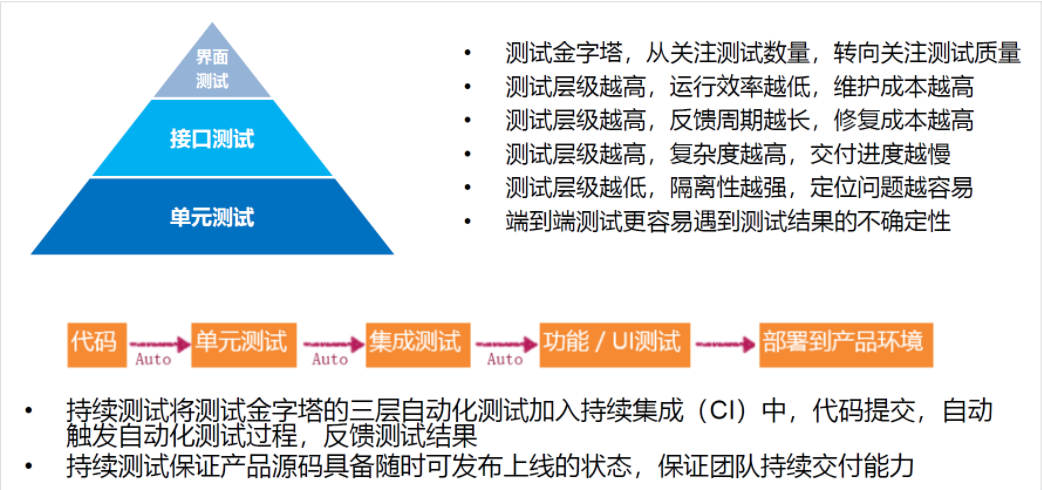 界面
测试
接口测试
单元测试
• 测试金字塔，从关注测试数量，转向关注测试质量
• 测试层级越高，运行效率越低，维护成本越高
• 测试层级越高，反馈周期越长，修复成本越高
• 测试层级越高，复杂度越高，交付进度越慢
• 测试层级越低，隔离性越强，定位问题越容易
• 端到端测试更容易遇到测试结果的不确定性
代码 Auto 单元测试 Auto 集成测试 Auto 功能 / UI测试 部署到产品环境
• 持续测试将测试金字塔的三层自动化测试加入持续集成（CI）中，代码提交，自动
触发自动化测试过程，反馈测试结果
• 持续测试保证产品源码具备随时可发布上线的状态，保证团队持续交付能力